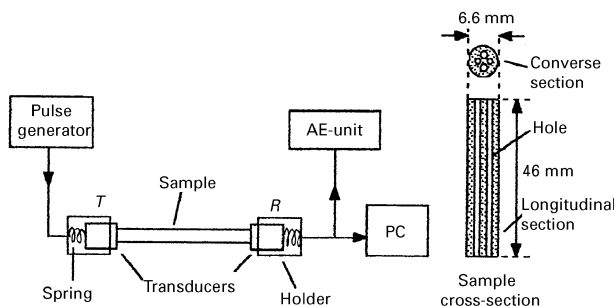 6.6 mm
Converse
section
Pulse
generator
AE-unit
Hole
46 mm
Sample
T
R
PC
Longitudinal
section
Spring
Transducers
Holder
Sample
cross-section